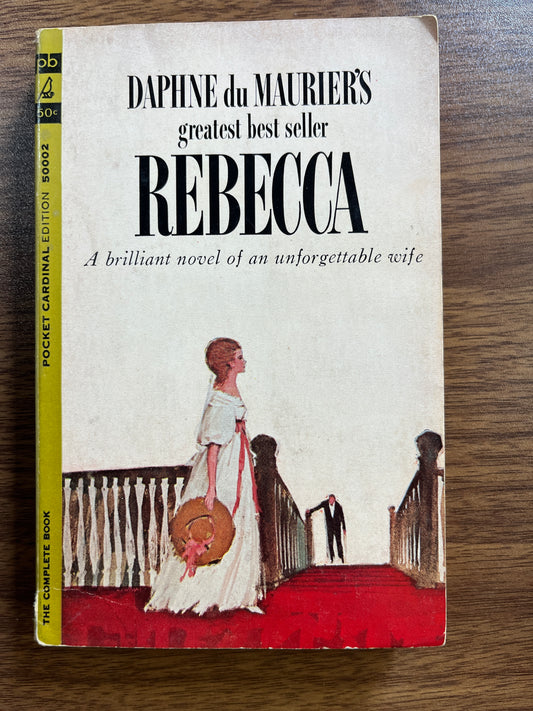 pb
50c
POCKET CARDINAL EDITION 50002
THE COMPLETE BOOK
DAPHNE du MAURIER'S
greatest best seller
REBECCA
A brilliant novel of an unforgettable wife